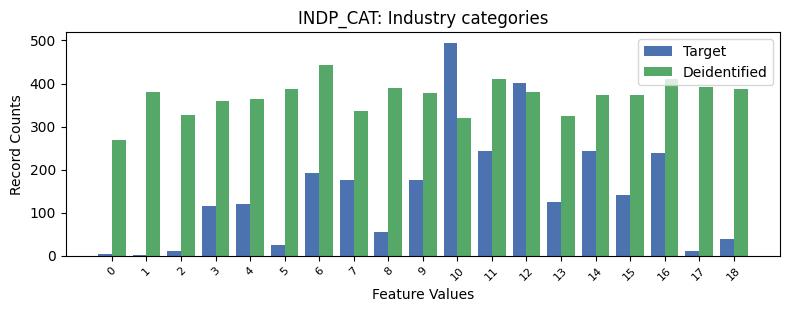 INDP_CAT: Industry categories
500
400
300
200
100
0
Record Counts
Target
Deidentified
0 1 2 3 4 5 6 7 8 9 10 11 12 13 14 15 16 17 18
Feature Values